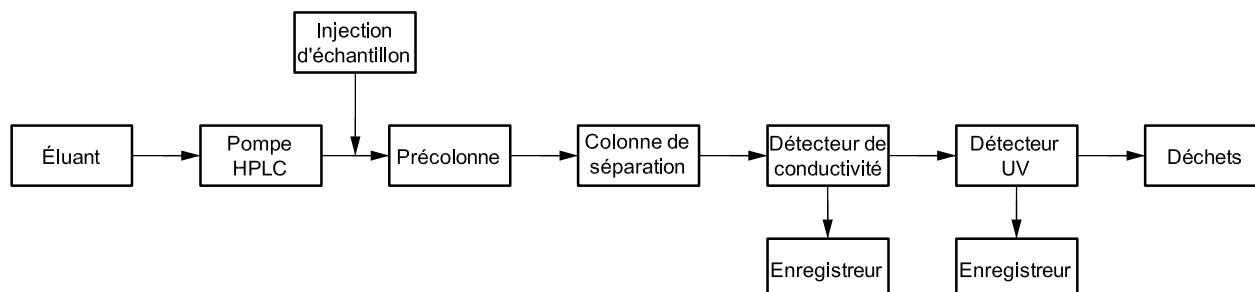 Injection
d'échantillon
Éluant
Pompe
HPLC
Précolonne
Colonne de
séparation
Détecteur de
conductivité
Détecteur
UV
Déchets
Enregistreur
Enregistreur